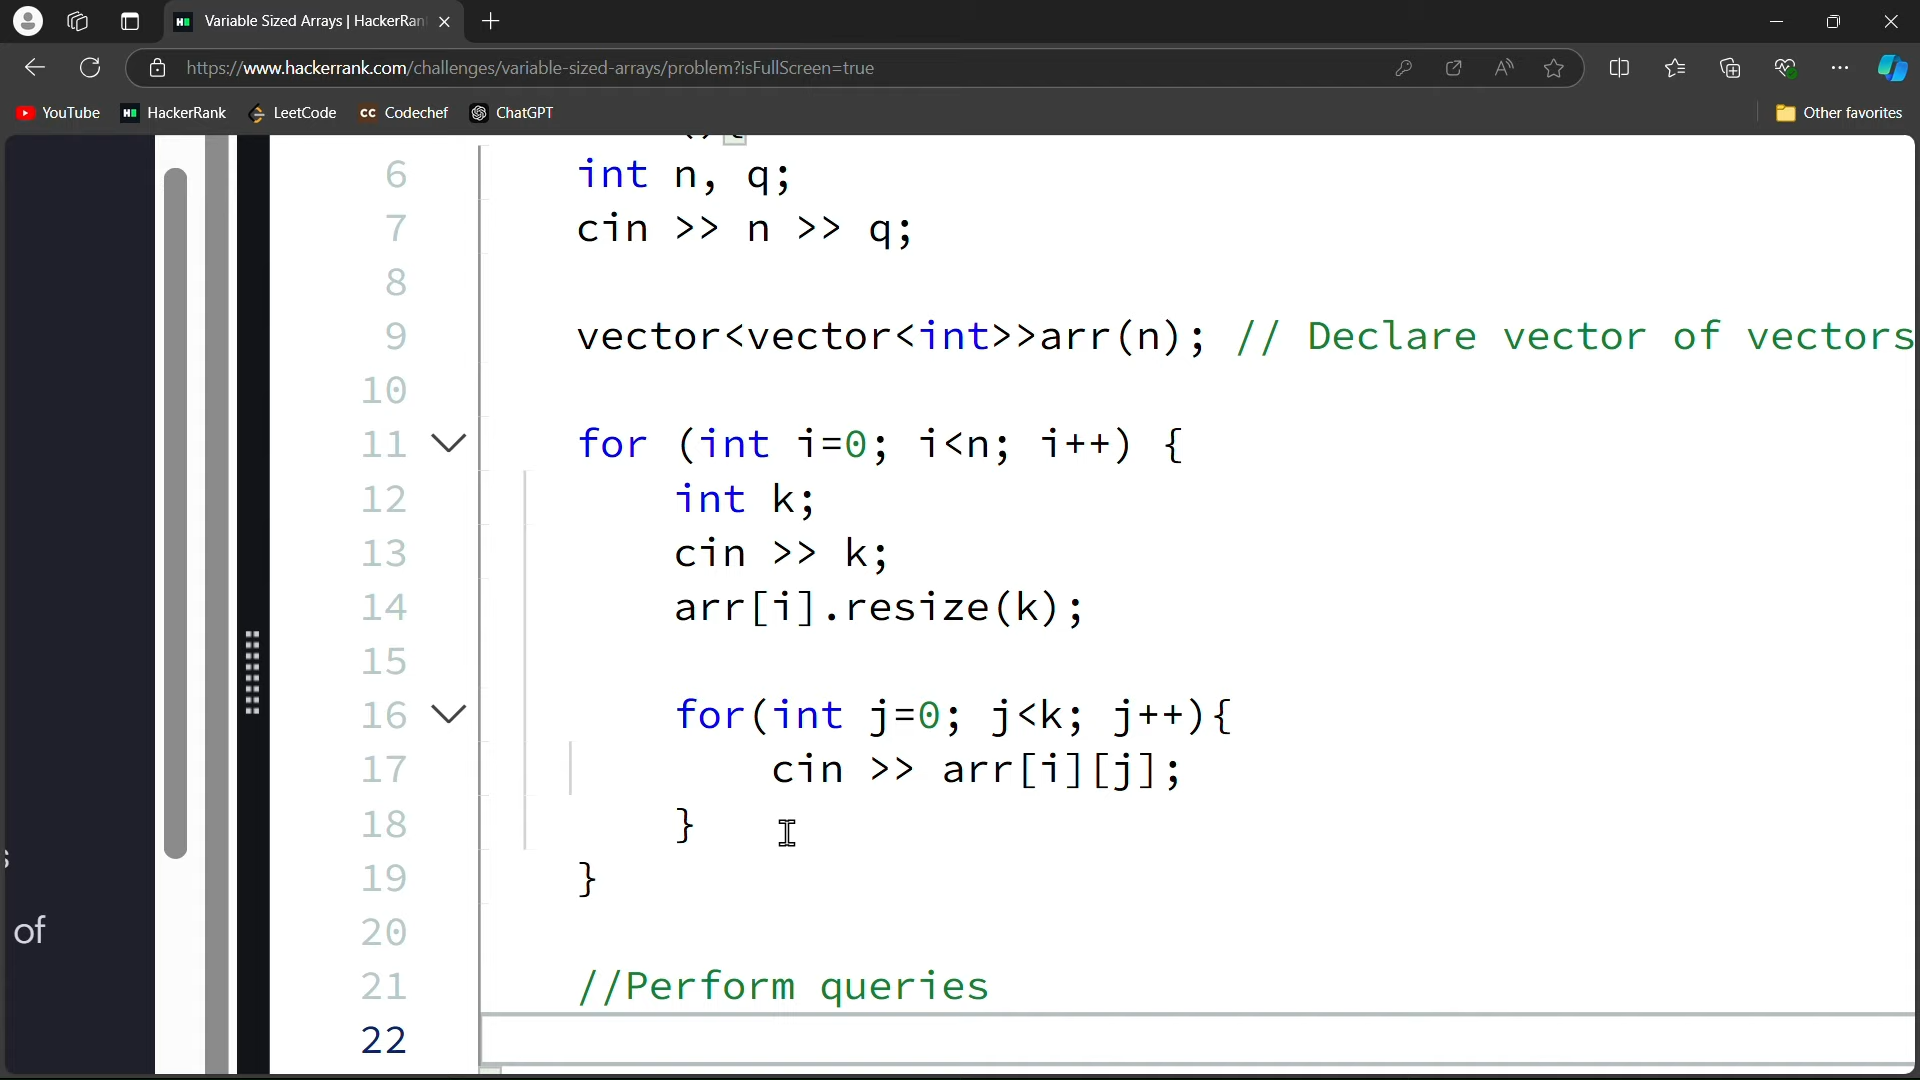 Variable Sized Arrays | HackerRan
https://www.hackerrank.com/challenges/variable-sized-arrays/problem?isFullScreen=true
YouTube HackerRank LeetCode CC Codechef ChatGPT Other favorites
6 int n, q;
7 cin >> n >> q;
8
9 vector<vector<int>>arr(n); // Declare vector of vectors
10
11 for (int i=0; i<n; i++) {
12 int k;
13 cin >> k;
14 arr[i].resize(k);
15
16 for(int j=0; j<k; j++){
17 cin >> arr[i][j];
18 }
19 }
of
20
21 //Perform queries
22